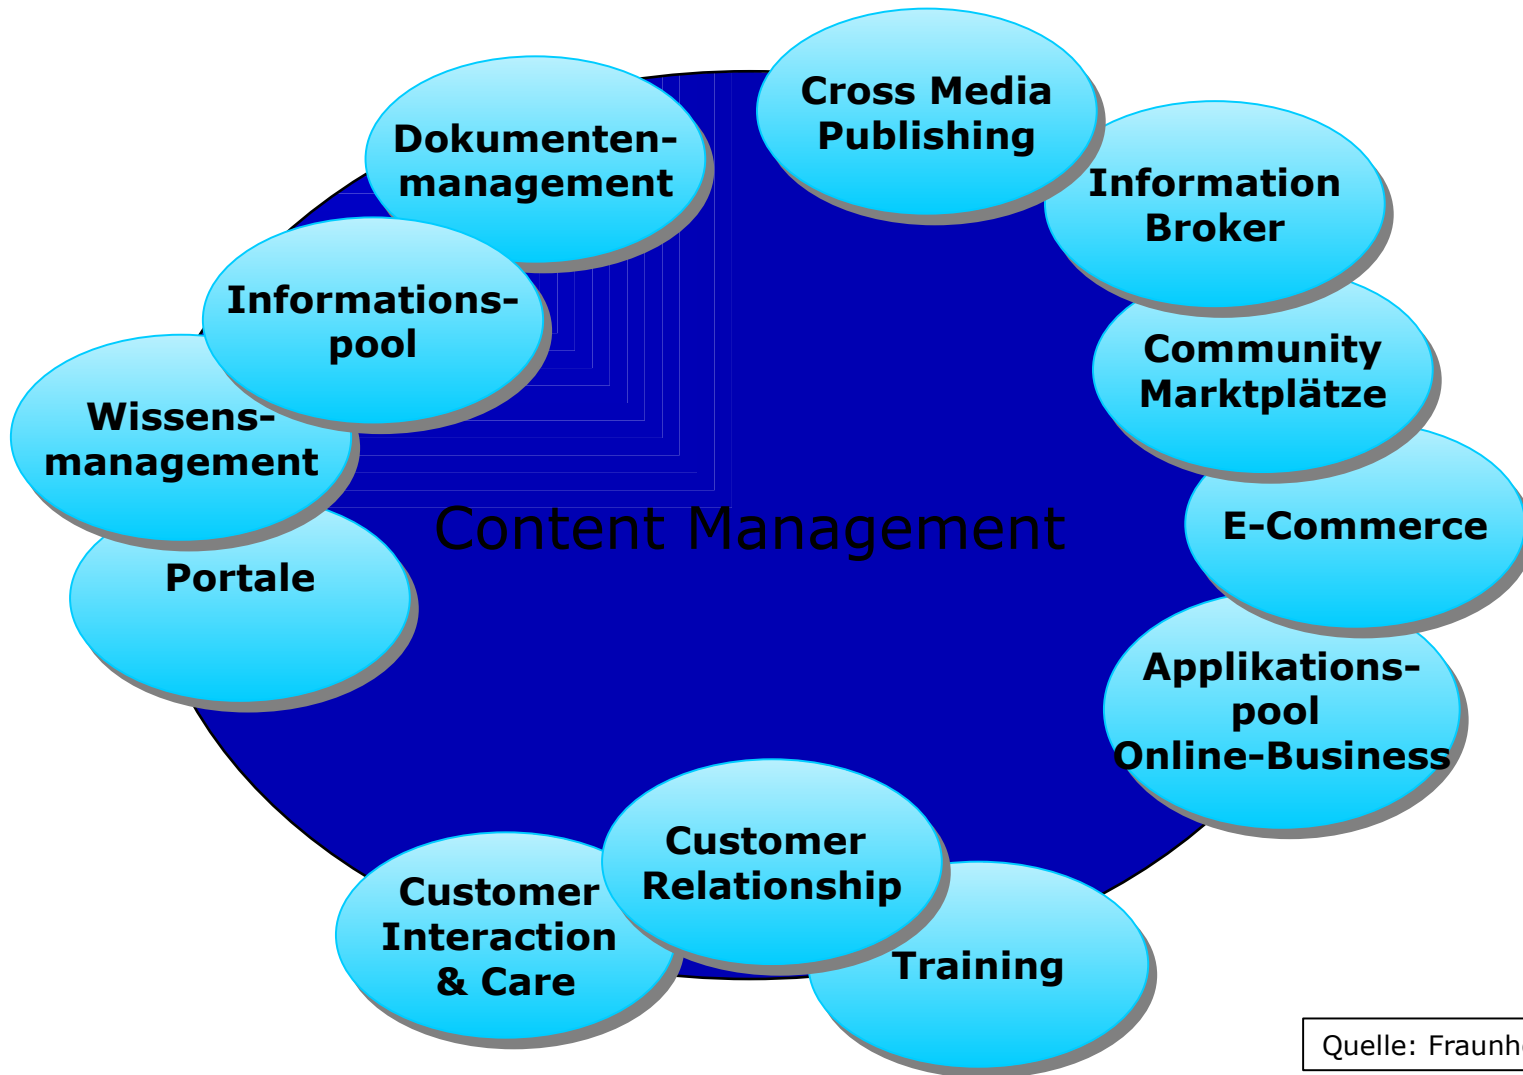 Cross Media
Publishing
Dokumenten-
management
Information
Broker
Informations-
pool
Community
Marktplätze
Wissens-
management
Content Management
E-Commerce
Portale
Applikations-
pool
Online-Business
Customer
Relationship
Customer
Interaction
& Care
Training
Quelle: